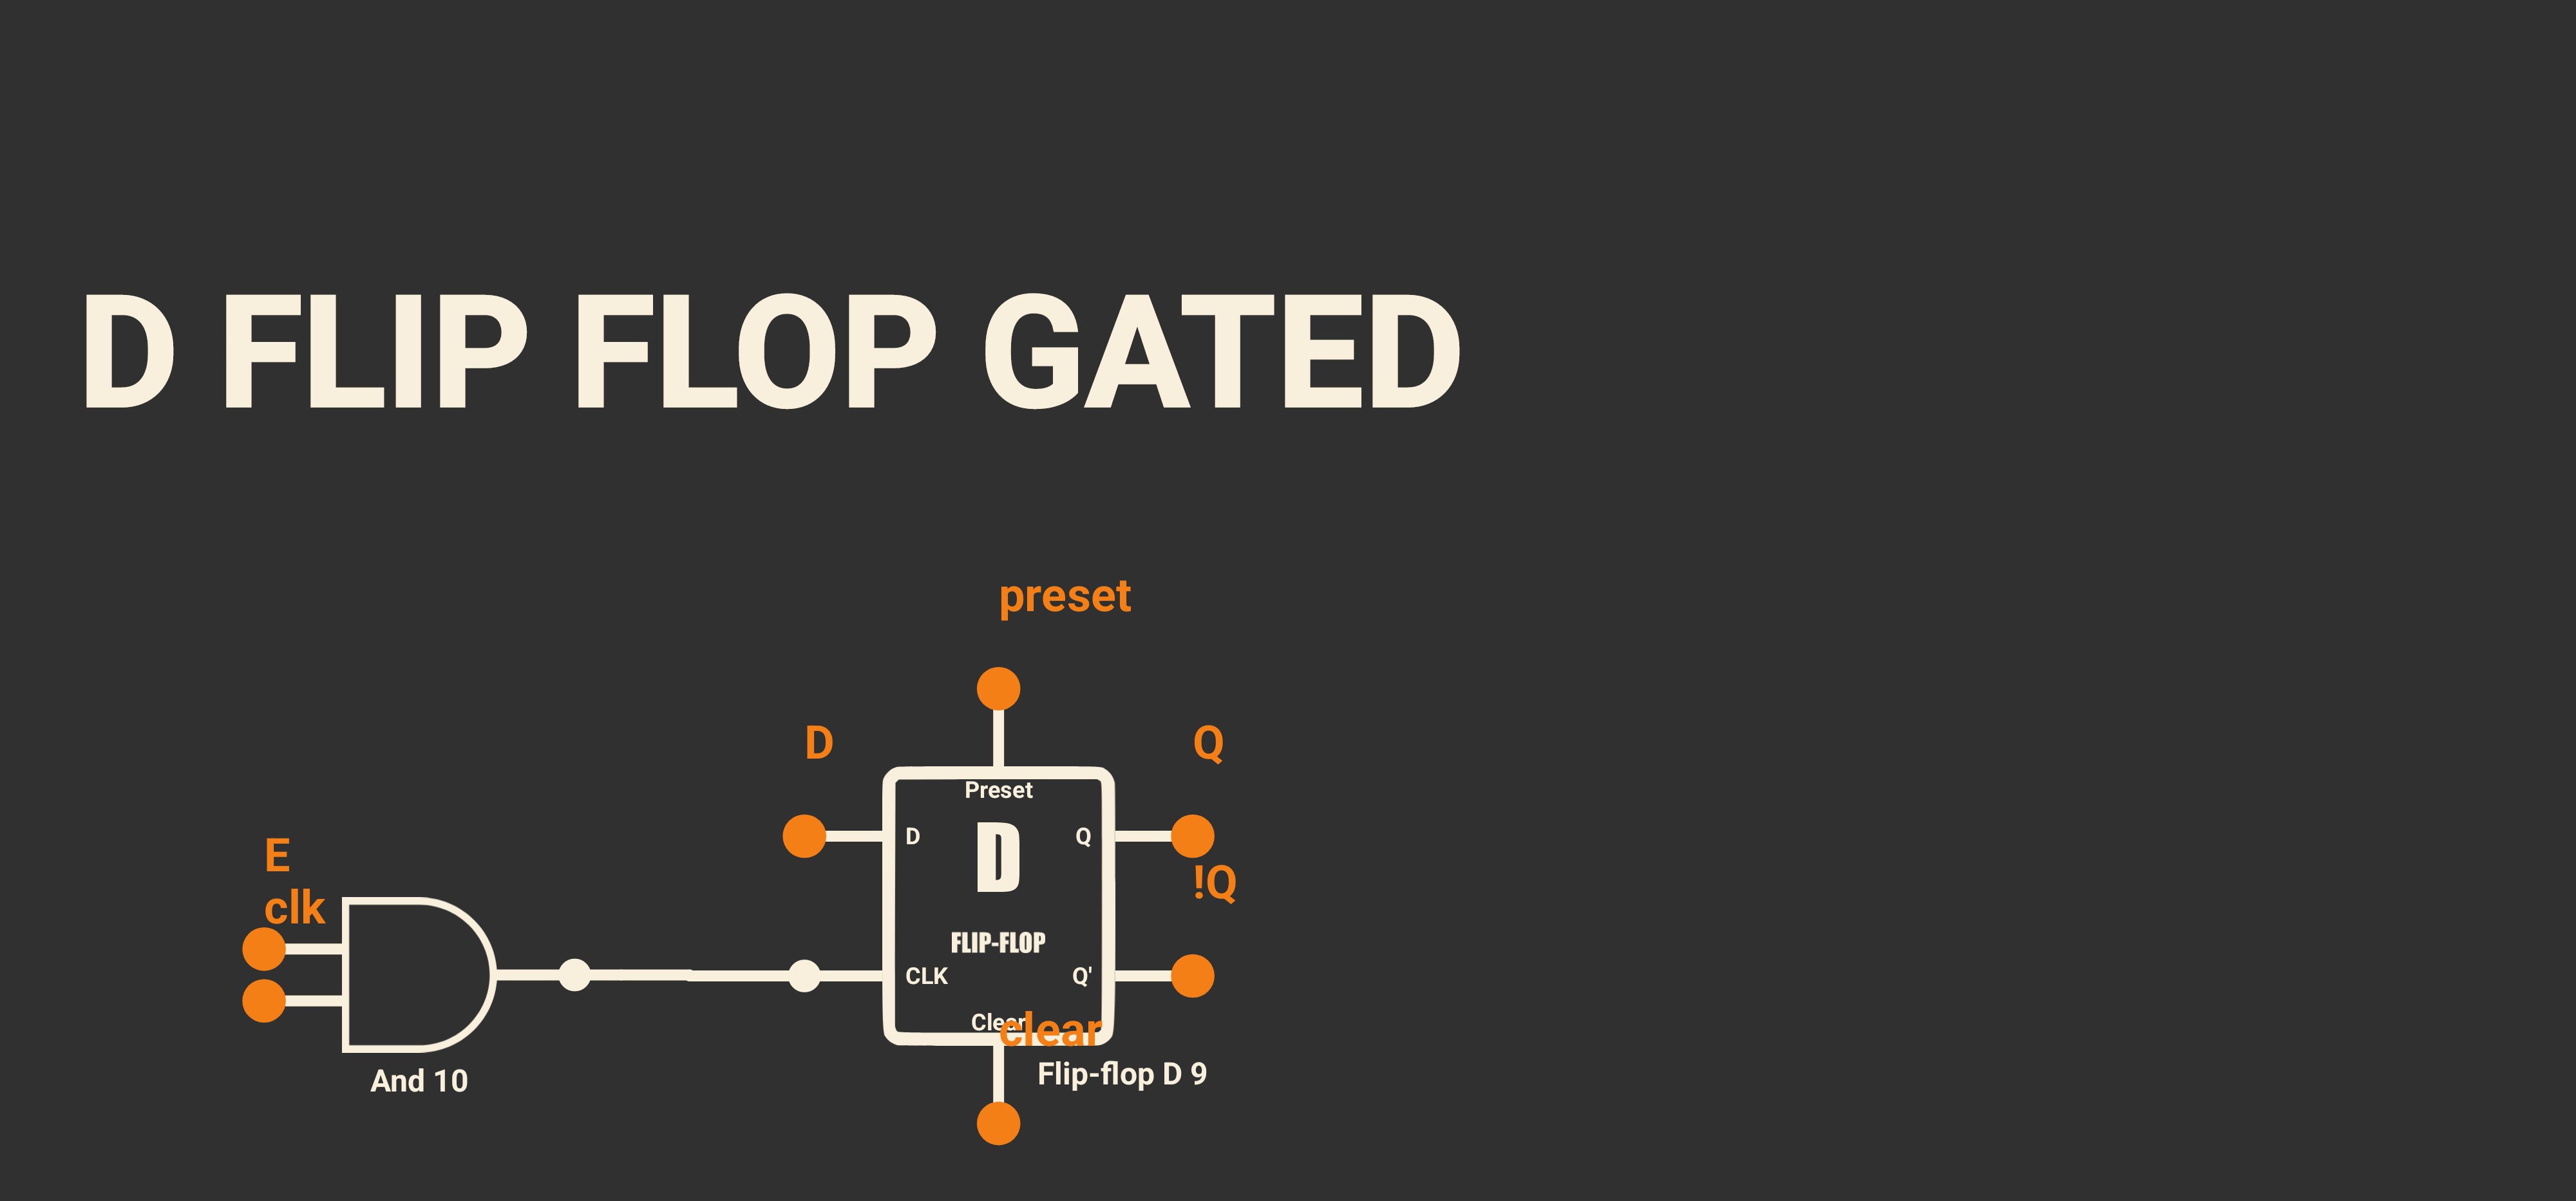 D FLIP FLOP GATED
preset
D
Q
Preset
D
D
Q
!Q
E
clk
FLIP-FLOP
CLK
Q'
Clear
clear
Flip-flop D 9
And 10